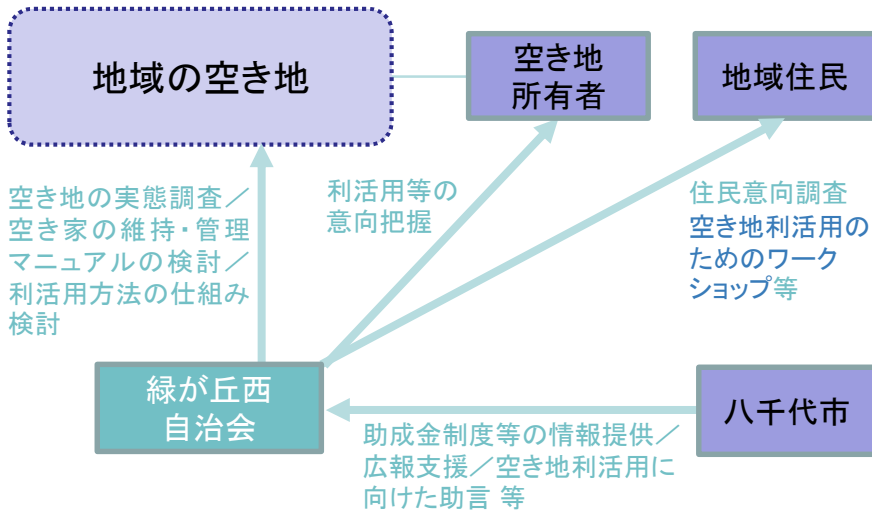 地域の空き地
空き地
所有者
地域住民
空き地の実態調査／
空き家の維持・管理
マニュアルの検討／
利活用方法の仕組み
検討
利活用等の
意向把握
住民意向調査
空き地利活用の
ためのワーク
ショップ等
緑が丘西
自治会
八千代市
助成金制度等の情報提供／
広報支援／空き地利活用に
向けた助言 等